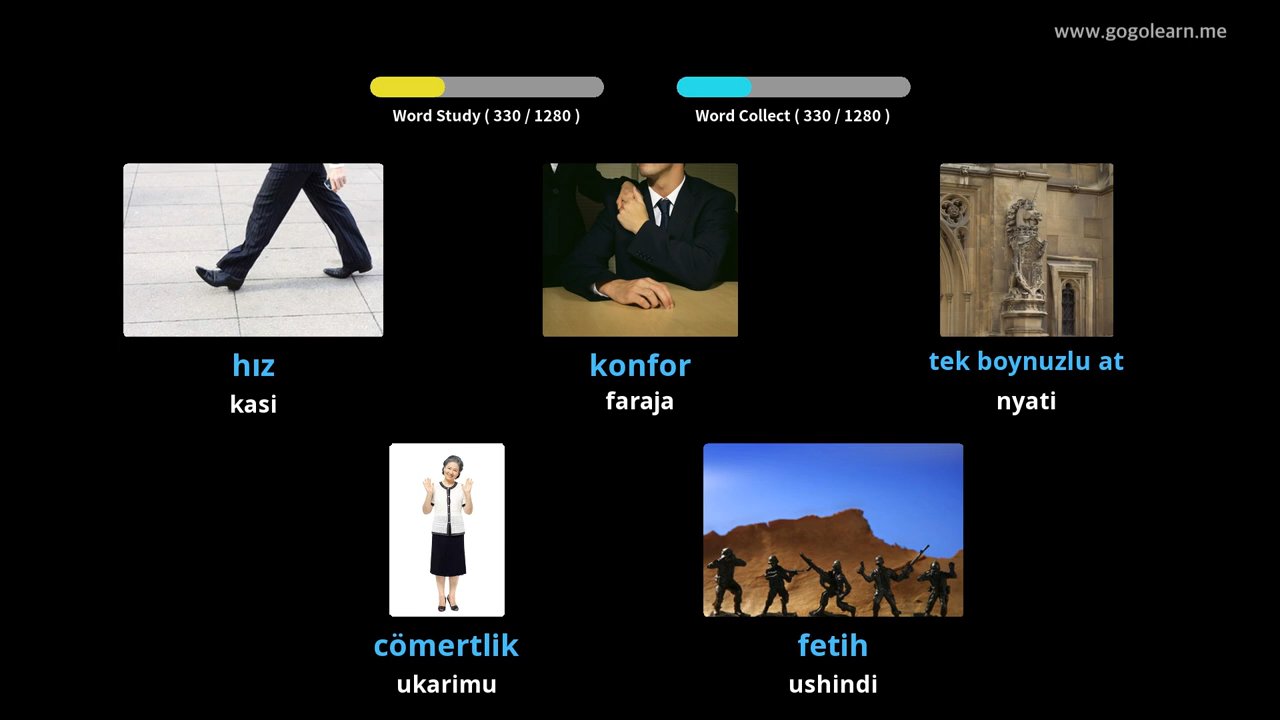 www.gogolearn.me
Word Study ( 330 / 1280 )
Word Collect ( 330 / 1280 )
hız
kasi
konfor
faraja
tek boynuzlu at
nyati
cömertlik
ukarimu
fetih
ushindi